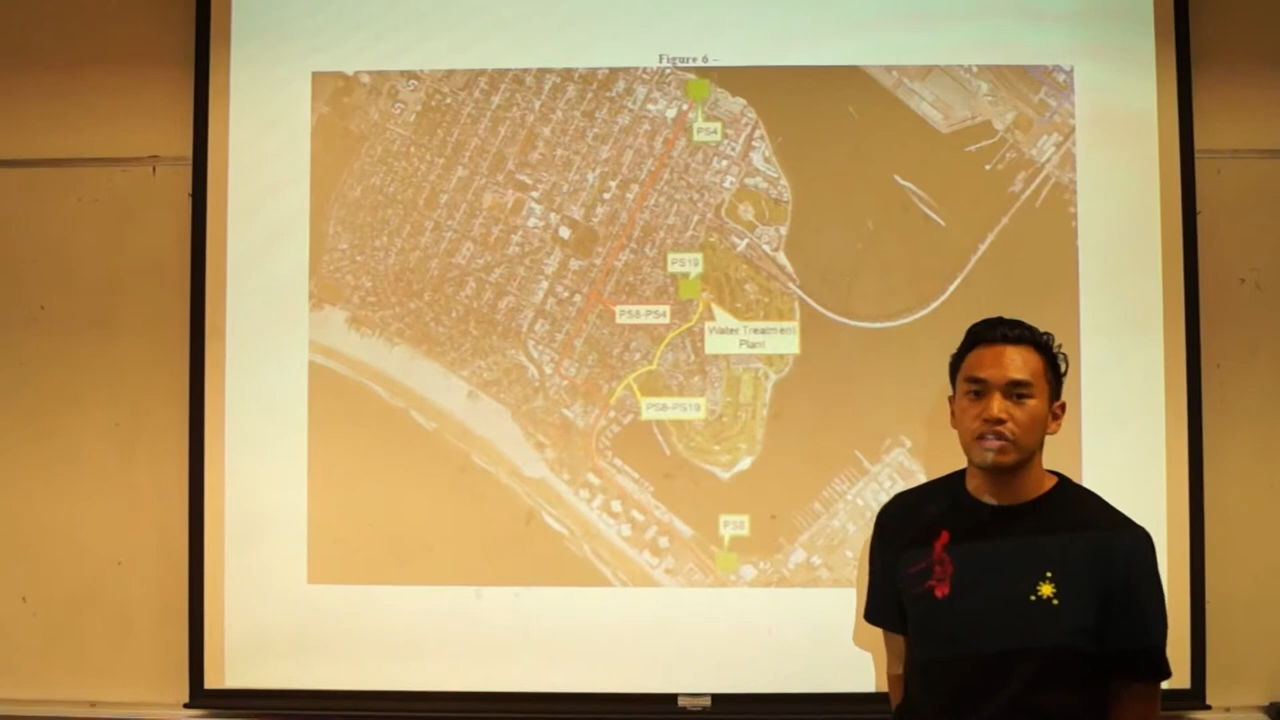 Figure 6 –
PS4
PS19
PS8-PS4
Water Treatment
Plant
PS8-PS19
PS8